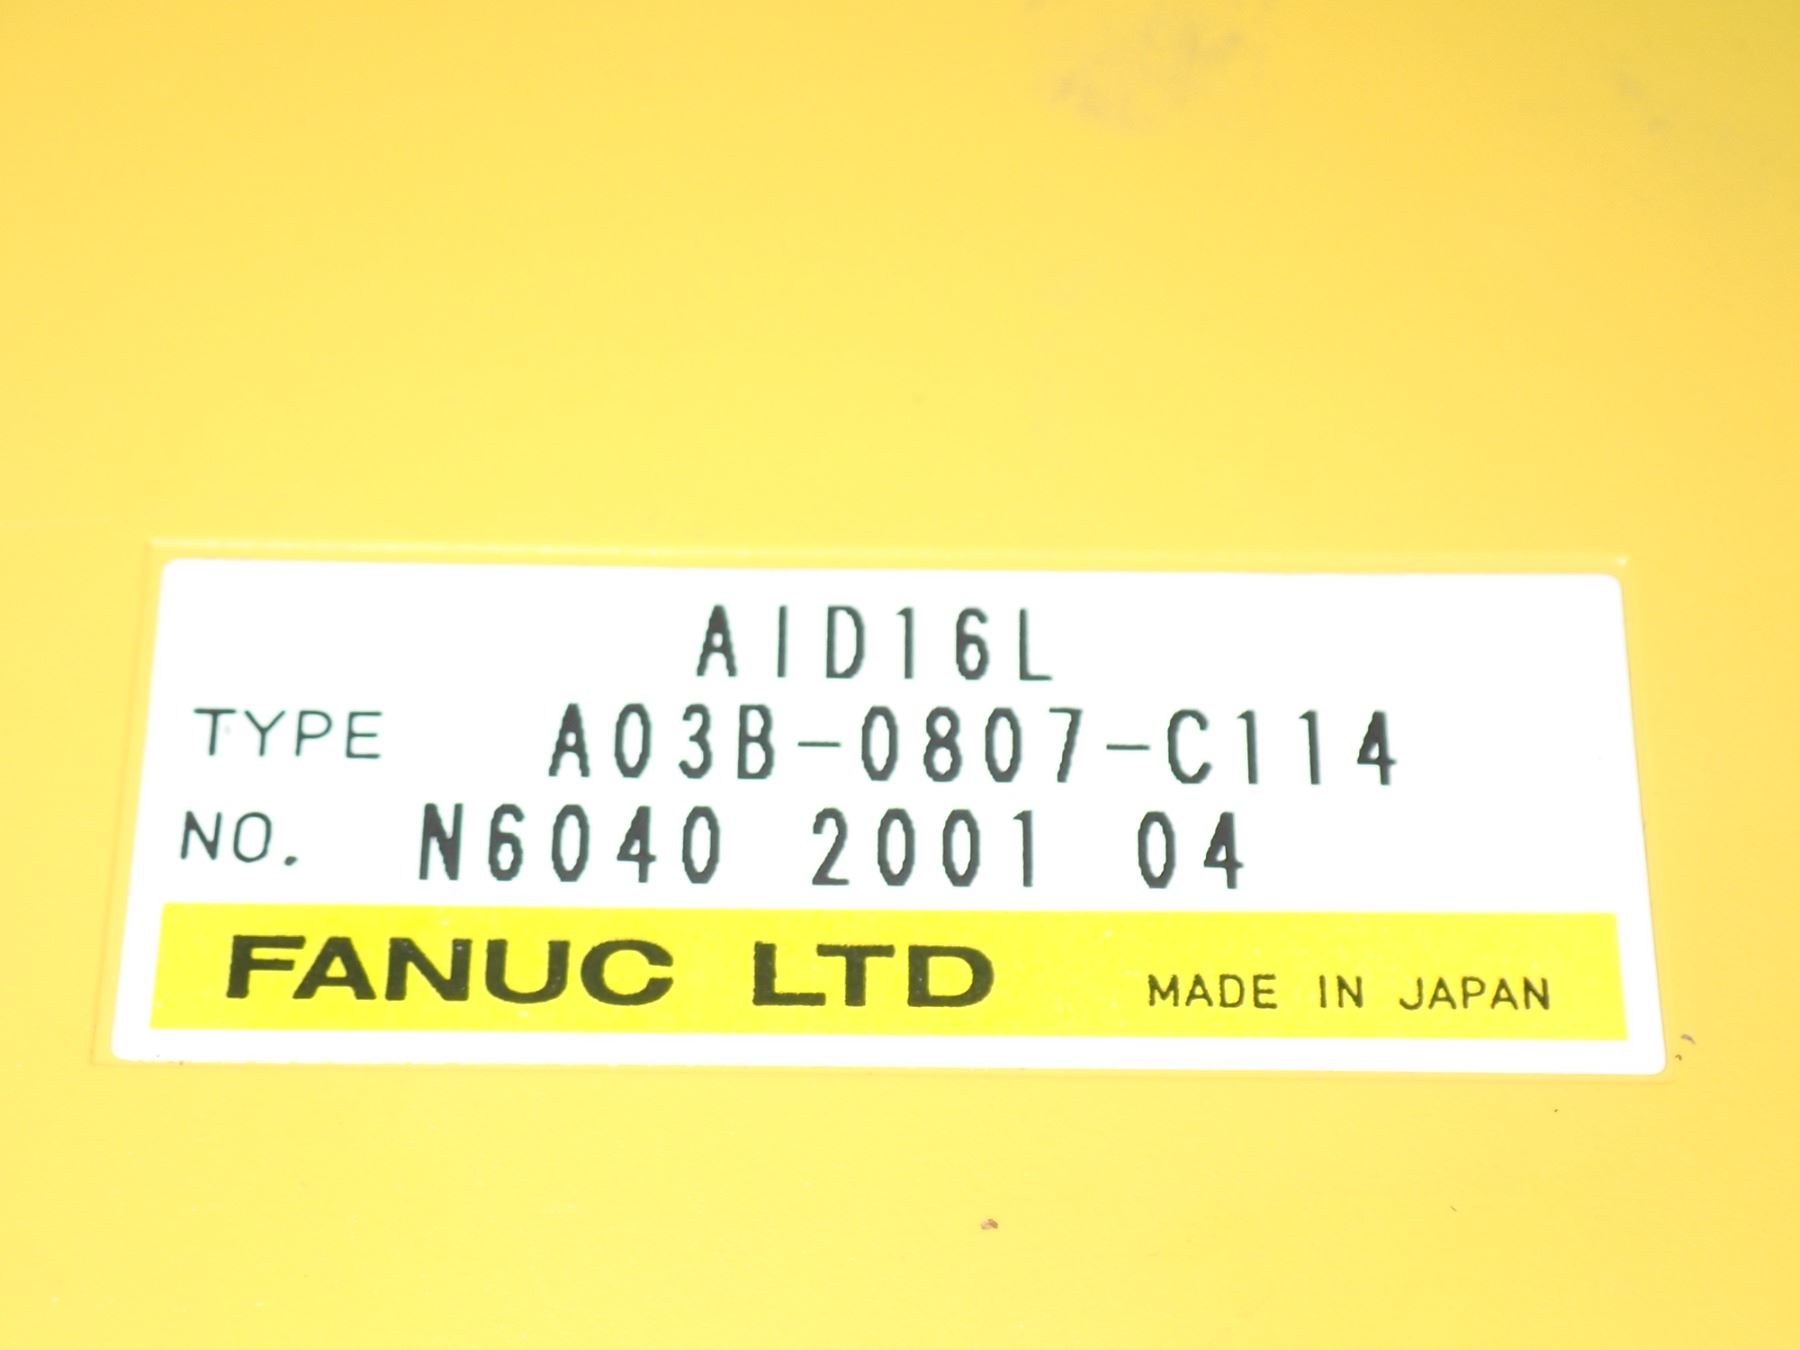 AID16L
TYPE A03B-0807-C114
NO. N6040 2001 04
FANUC LTD MADE IN JAPAN